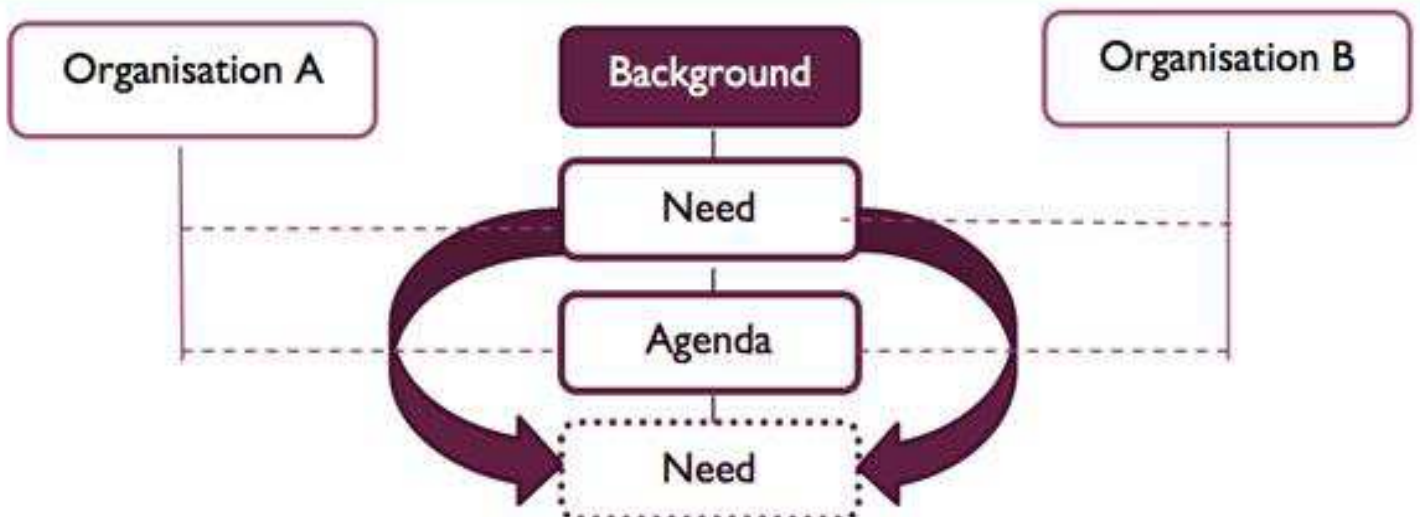 Organisation A
Background
Organisation B
Need
Agenda
Need